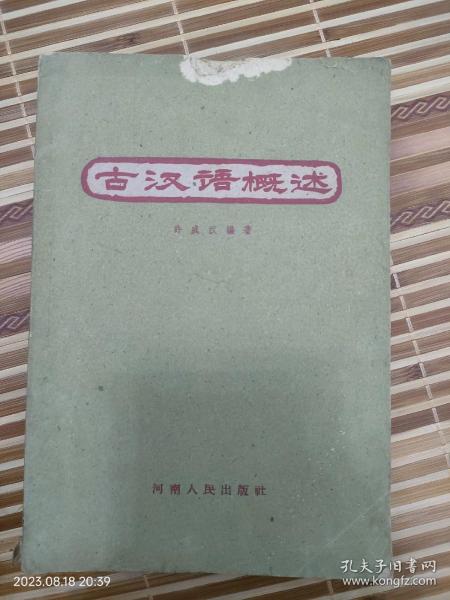 古汉语概述
许威汉编著
河南人民出版社
2023.08.18 20:39
孔夫子旧书网
www.kongfz.com